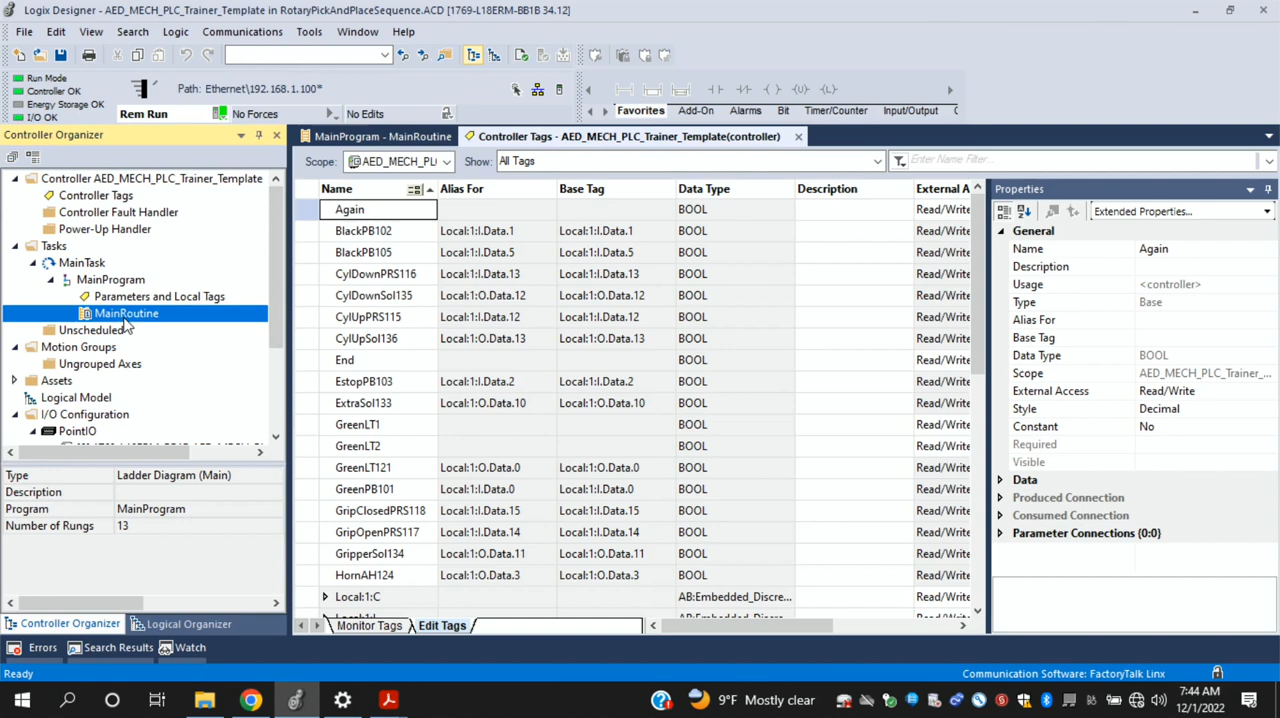 Logix Designer - AED_MECH_PLC_Trainer_Template in RotaryPickAndPlaceSequence.ACD [1769-L18ERM-BB1B 34.12]
File Edit View Search Logic Communications Tools Window Help
Run Mode
Controller OK
Energy Storage OK
I/O OK
Path: Ethernet\192.168.1.100*
Rem Run No Forces No Edits
Favorites Add-On Alarms Bit Timer/Counter Input/Output
Controller Organizer
Controller AED_MECH_PLC_Trainer_Template
Controller Tags
Controller Fault Handler
Power-Up Handler
Tasks
MainTask
MainProgram
Parameters and Local Tags
MainRoutine
Unscheduled
Motion Groups
Ungrouped Axes
Assets
Logical Model
I/O Configuration
PointIO
Type Ladder Diagram (Main)
Description
Program MainProgram
Number of Rungs 13
Controller Organizer Logical Organizer
MainProgram - MainRoutine Controller Tags - AED_MECH_PLC_Trainer_Template(controller)
Scope: AED_MECH_PL Show: All Tags Enter Name Filter...
Name Alias For Base Tag Data Type Description External A
Again BOOL Read/Write
BlackPB102 Local:1:I.Data.1 Local:1:I.Data.1 BOOL Read/Write
BlackPB105 Local:1:I.Data.5 Local:1:I.Data.5 BOOL Read/Write
CylDownPRS116 Local:1:I.Data.13 Local:1:I.Data.13 BOOL Read/Write
CylDownSol135 Local:1:O.Data.12 Local:1:O.Data.12 BOOL Read/Write
CylUpPRS115 Local:1:I.Data.12 Local:1:I.Data.12 BOOL Read/Write
CylUpSol136 Local:1:O.Data.13 Local:1:O.Data.13 BOOL Read/Write
End BOOL Read/Write
EstopPB103 Local:1:I.Data.2 Local:1:I.Data.2 BOOL Read/Write
ExtraSol133 Local:1:O.Data.10 Local:1:O.Data.10 BOOL Read/Write
GreenLT1 BOOL Read/Write
GreenLT2 BOOL Read/Write
GreenLT121 Local:1:O.Data.0 Local:1:O.Data.0 BOOL Read/Write
GreenPB101 Local:1:I.Data.0 Local:1:I.Data.0 BOOL Read/Write
GripClosedPRS118 Local:1:I.Data.15 Local:1:I.Data.15 BOOL Read/Write
GripOpenPRS117 Local:1:I.Data.14 Local:1:I.Data.14 BOOL Read/Write
GripperSol134 Local:1:O.Data.11 Local:1:O.Data.11 BOOL Read/Write
HornAH124 Local:1:O.Data.3 Local:1:O.Data.3 BOOL Read/Write
Local:1:C AB:Embedded_Discre... Read/Write
Monitor Tags Edit Tags
Properties
Extended Properties...
General
Name Again
Description
Usage <controller>
Type Base
Alias For
Base Tag
Data Type BOOL
Scope AED_MECH_PLC_Trainer_...
External Access Read/Write
Style Decimal
Constant No
Required
Visible
Data
Produced Connection
Consumed Connection
Parameter Connections {0:0}
Errors Search Results Watch
Ready Communication Software: FactoryTalk Linx
9°F Mostly clear
7:44 AM
12/1/2022